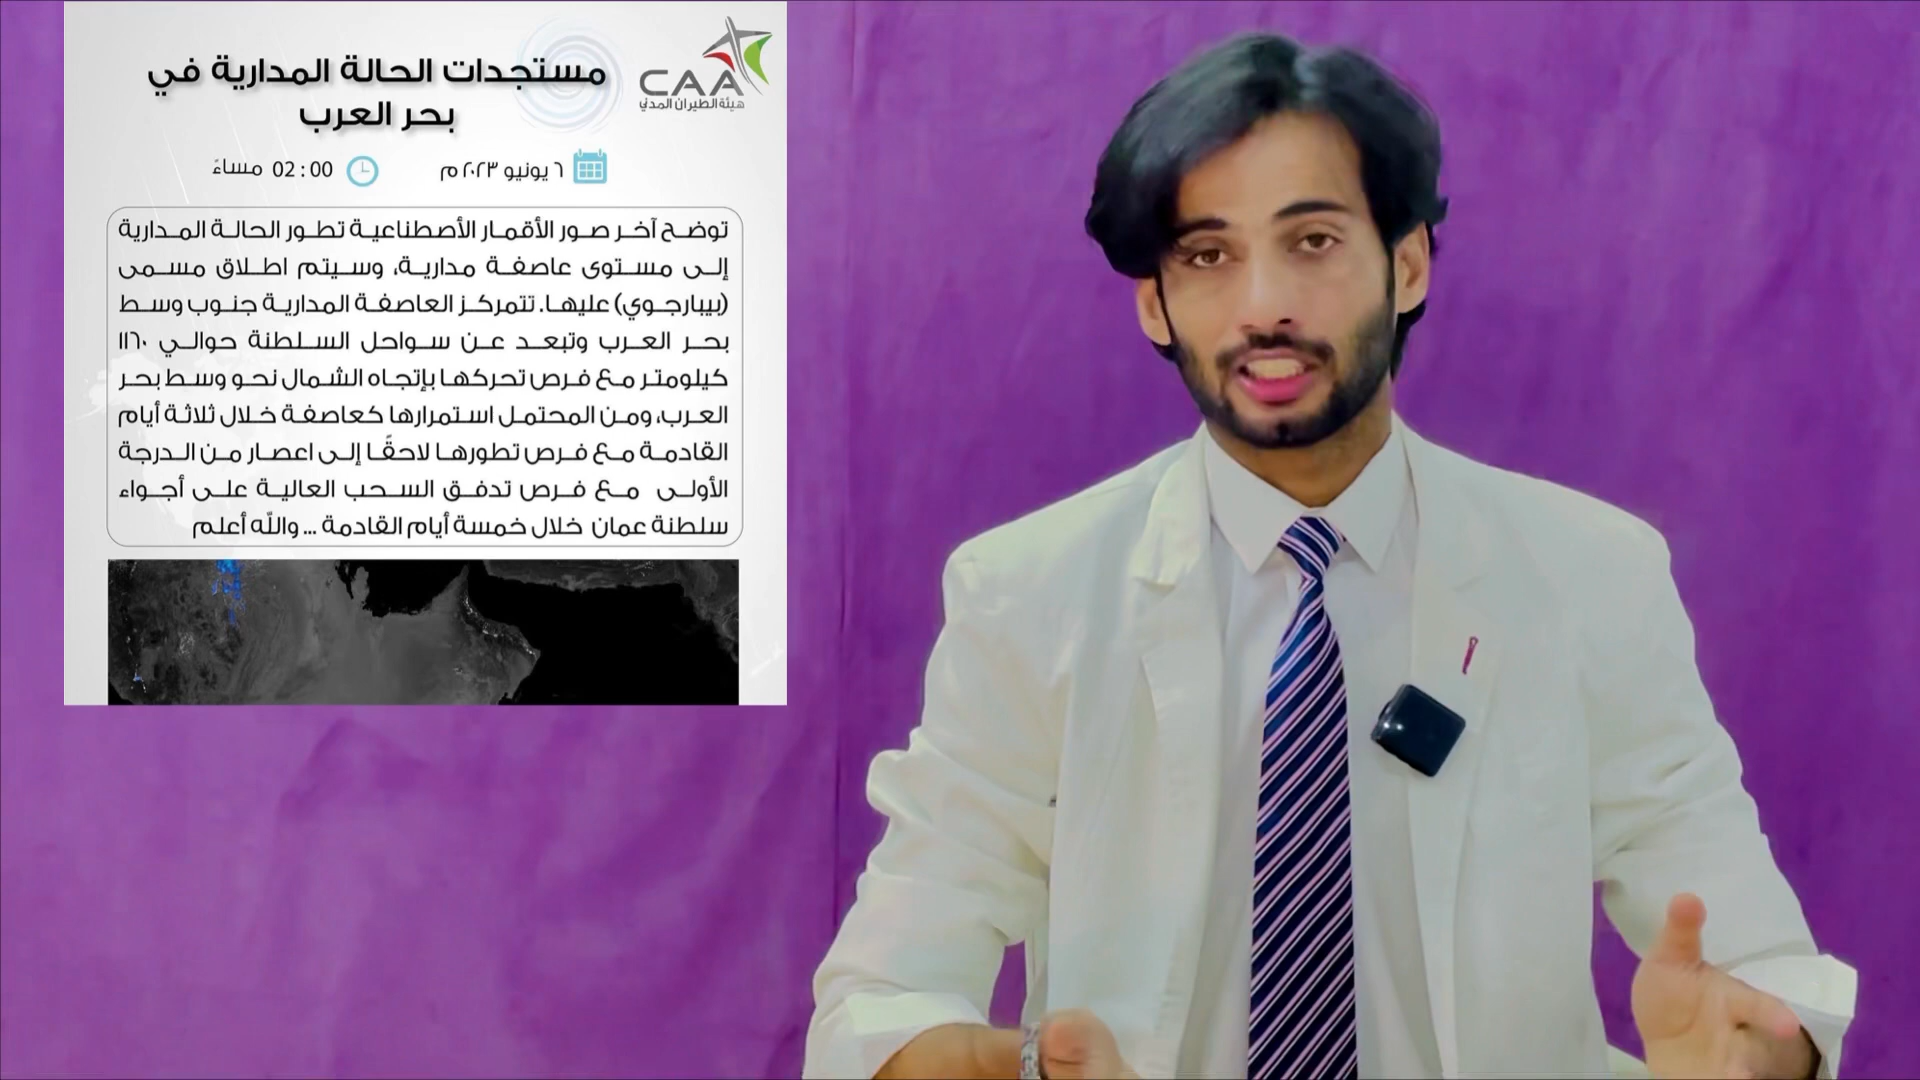 CAA
هيئة الطيران المدني
مستجدات الحالة المدارية في
بحر العرب
٦ يونيو ٢٠٢٣ م
02:00 مساءً
توضح آخر صور الأقمار الأصطناعية تطور الحالة المدارية
إلى مستوى عاصفة مدارية، وسيتم اطلاق مسمى
(بيبارجوي) عليها. تتمركز العاصفة المدارية جنوب وسط
بحر العرب وتبعد عن سواحل السلطنة حوالي ١١٦٠
كيلومتر مع فرص تحركها بإتجاه الشمال نحو وسط بحر
العرب، ومن المحتمل استمرارها كعاصفة خلال ثلاثة أيام
القادمة مع فرص تطورها لاحقًا إلى اعصار من الدرجة
الأولى مع فرص تدفق السحب العالية على أجواء
سلطنة عمان خلال خمسة أيام القادمة ... والله أعلم